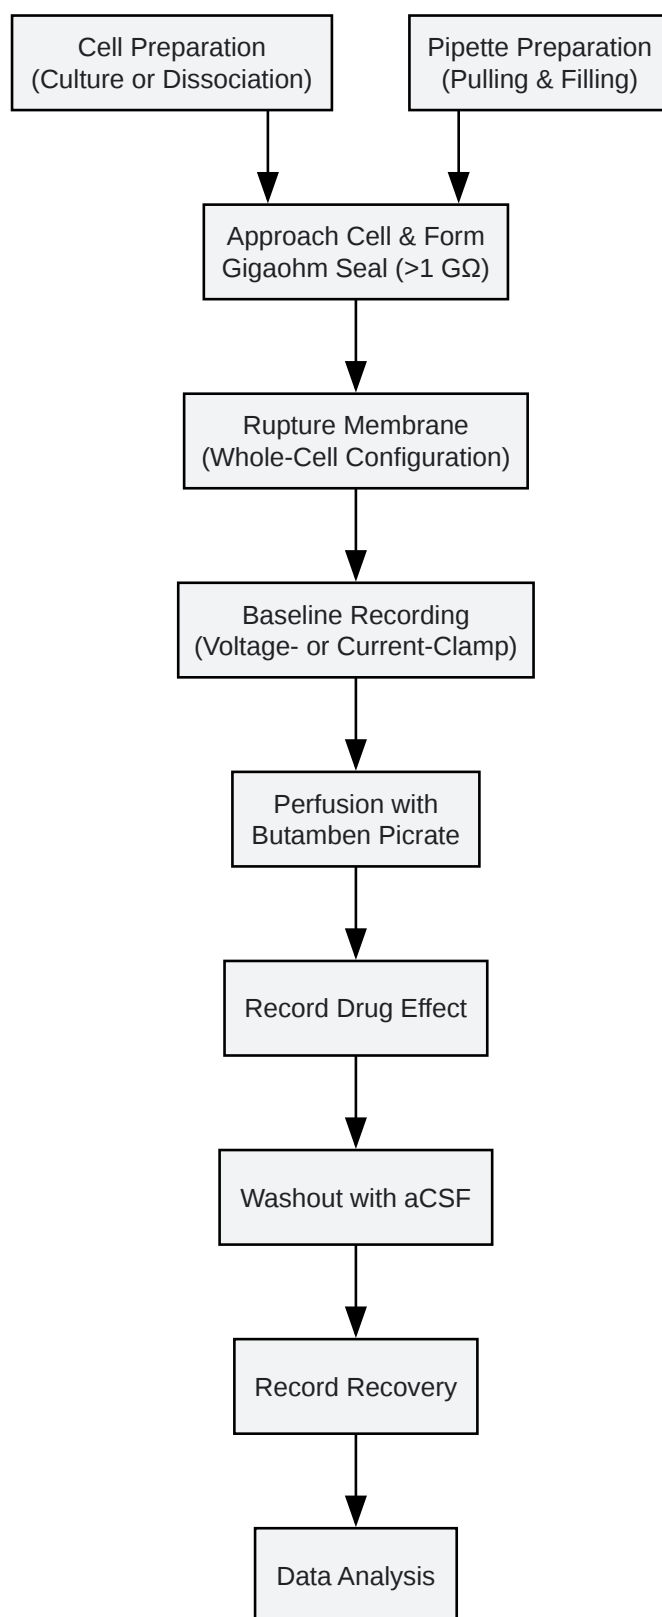 Cell Preparation
(Culture or Dissociation)
Pipette Preparation
(Pulling & Filling)
Approach Cell & Form
Gigaohm Seal (>1 GΩ)
Rupture Membrane
(Whole-Cell Configuration)
Baseline Recording
(Voltage- or Current-Clamp)
Perfusion with
Butamben Picrate
Record Drug Effect
Washout with aCSF
Record Recovery
Data Analysis